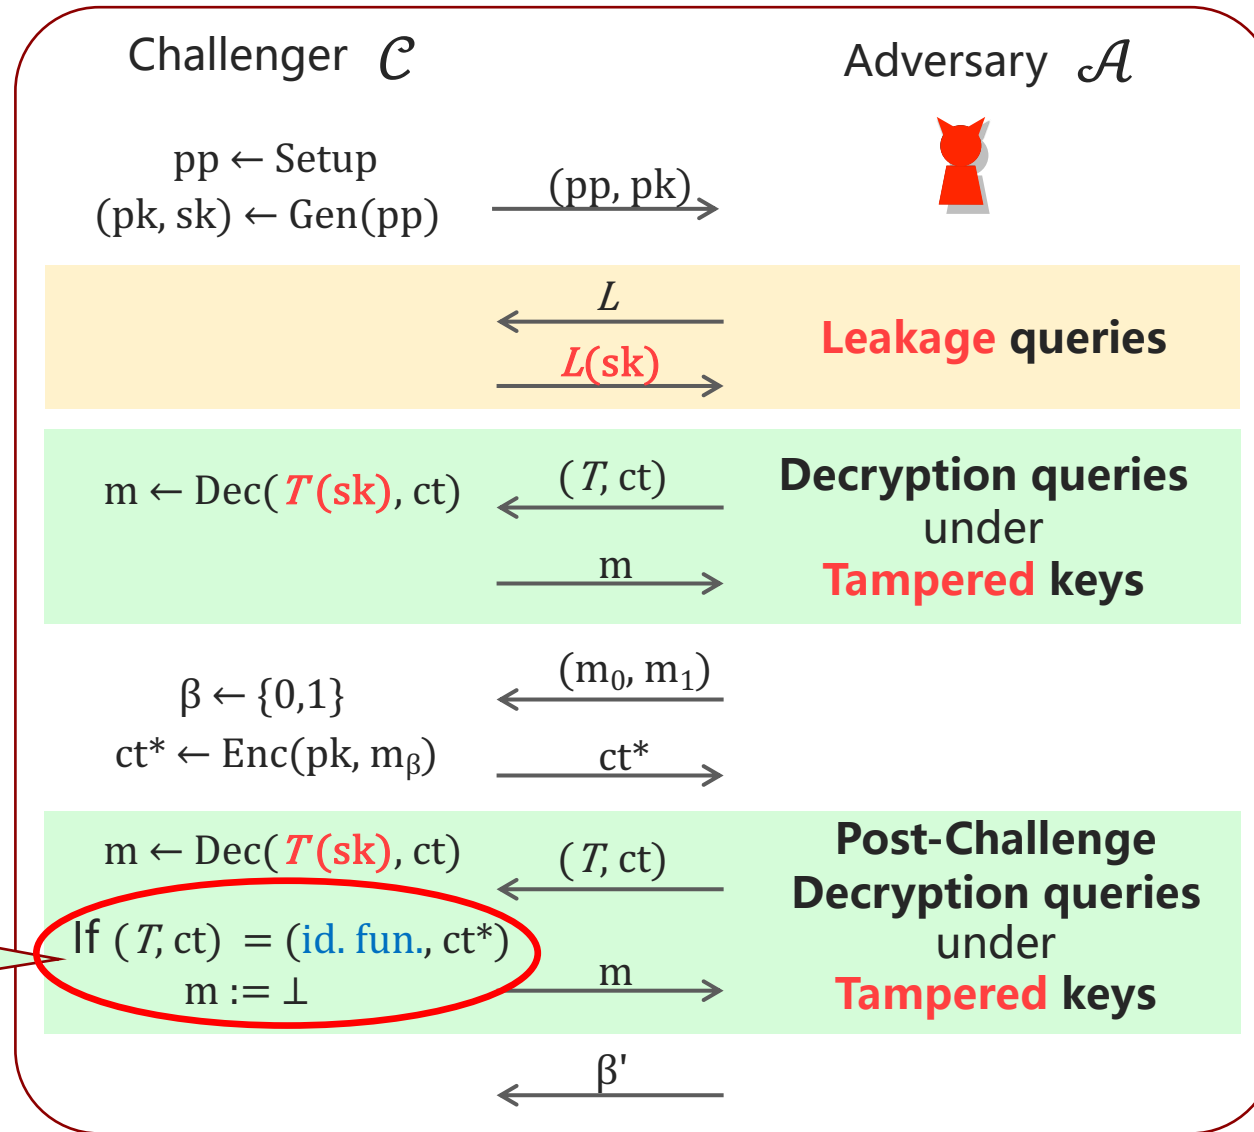 Challenger 𝒞
Adversary 𝒜
pp ← Setup
(pk, sk) ← Gen(pp)
(pp, pk)
L
L(sk)
Leakage queries
m ← Dec(T(sk), ct)
(T, ct)
m
Decryption queries
under
Tampered keys
(m₀, m₁)
β ← {0,1}
ct* ← Enc(pk, mᵦ)
ct*
m ← Dec(T(sk), ct)
(T, ct)
If (T, ct) = (id. fun., ct*)
m := ⊥
m
Post-Challenge
Decryption queries
under
Tampered keys
β'